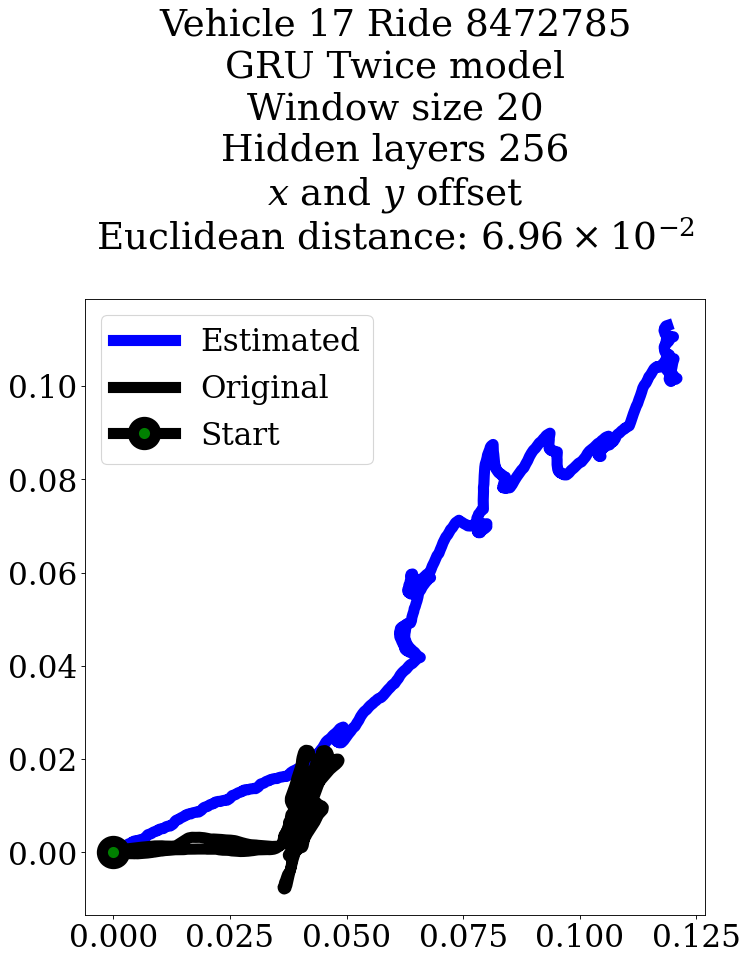 Vehicle 17 Ride 8472785
GRU Twice model
Window size 20
Hidden layers 256
x and y offset
Euclidean distance: 6.96 × 10⁻²
Estimated
Original
Start
0.10
0.08
0.06
0.04
0.02
0.00
0.000 0.025 0.050 0.075 0.100 0.125